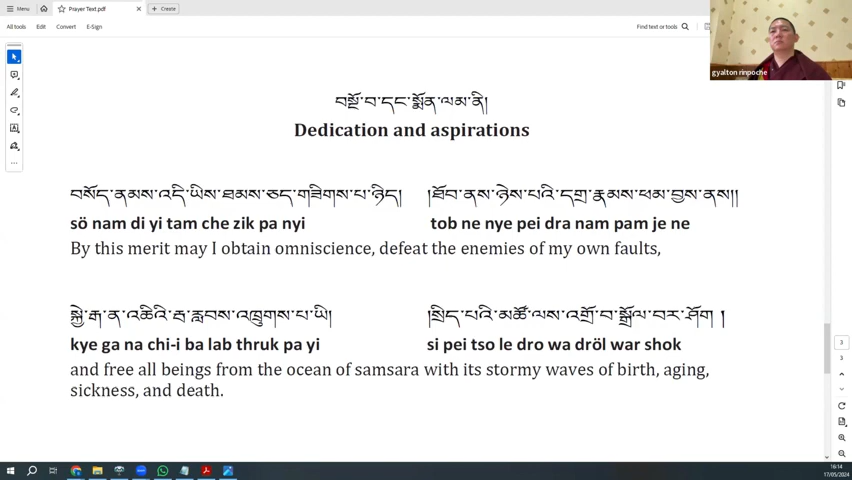 Menu
Prayer Text.pdf
Create
All tools Edit Convert E-Sign
Find text or tools
gyalton rinpoche
བསྔོ་བ་དང་སྨོན་ལམ་ནི།
Dedication and aspirations
བསོད་ནམས་འདི་ཡིས་ཐམས་ཅད་གཟིགས་པ་ཉིད། །ཐོབ་ནས་ཉེས་པའི་དགྲ་རྣམས་ཕམ་བྱས་ནས།།
sö nam di yi tam che zik pa nyi tob ne nye pei dra nam pam je ne
By this merit may I obtain omniscience, defeat the enemies of my own faults,
སྐྱེ་རྒ་ན་འཆིའི་རྦ་རླབས་འཁྲུགས་པ་ཡི། །སྲིད་པའི་མཚོ་ལས་འགྲོ་བ་སྒྲོལ་བར་ཤོག །
kye ga na chi-i ba lab thruk pa yi si pei tso le dro wa dröl war shok
and free all beings from the ocean of samsara with its stormy waves of birth, aging,
sickness, and death.
3
3
16:14
17/05/2024